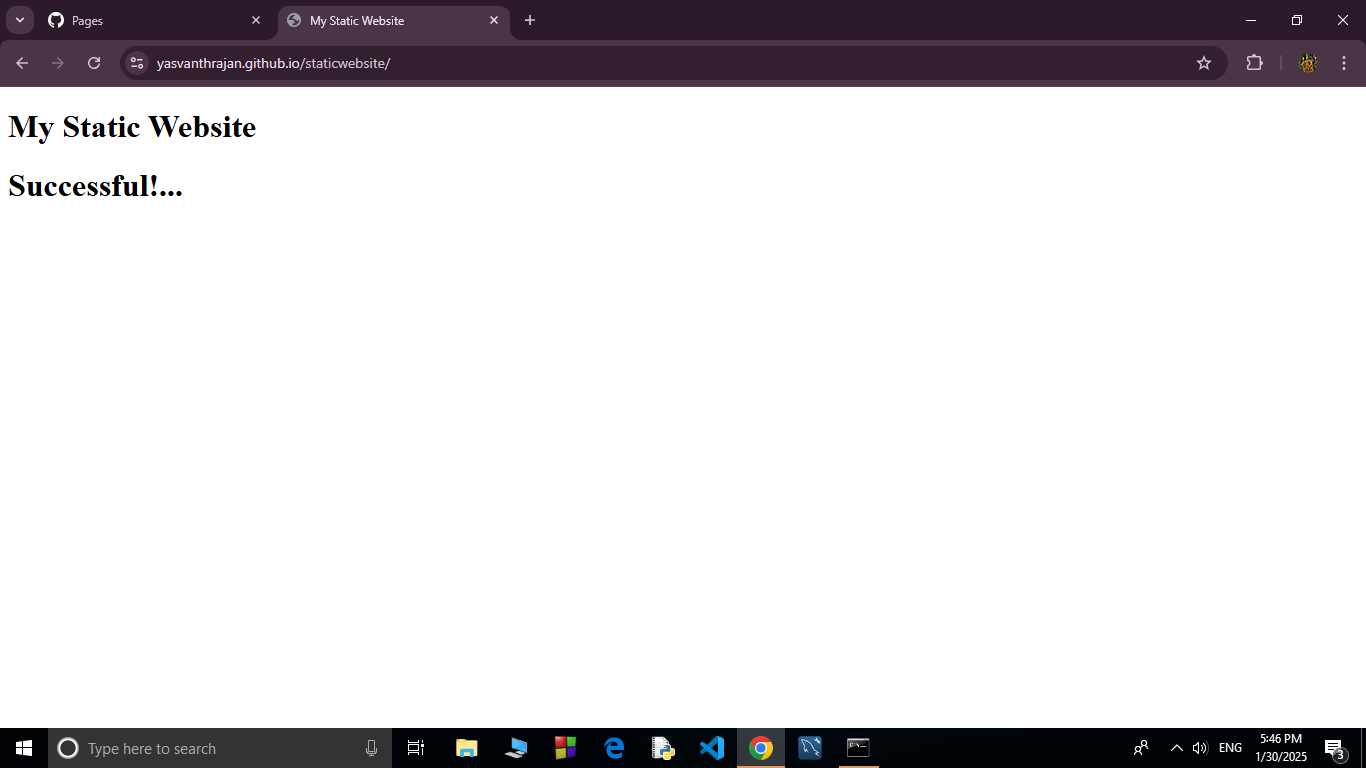 Pages
My Static Website
yasvanthrajan.github.io/staticwebsite/
My Static Website
Successful!...
Type here to search
ENG
5:46 PM
1/30/2025
3